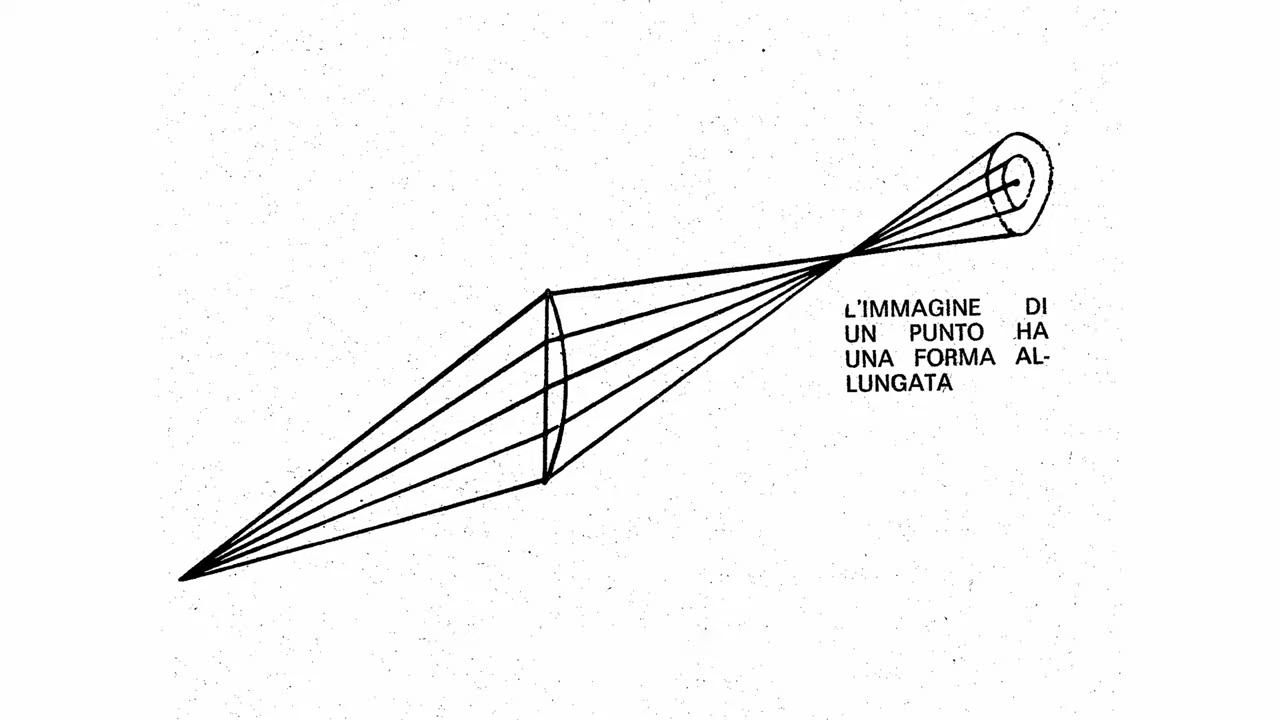 L'IMMAGINE DI
UN PUNTO HA
UNA FORMA AL-
LUNGATA